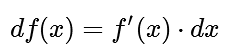 df(x) = f′(x) · dx